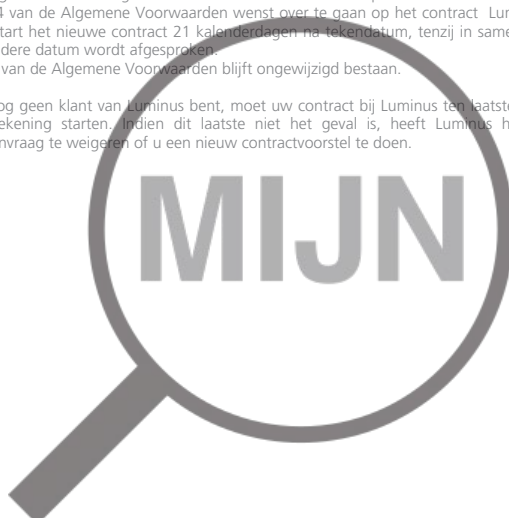 4 van de Algemene Voorwaarden wenst over te gaan op het contract Lu
tart het nieuwe contract 21 kalenderdagen na tekendatum, tenzij in same
dere datum wordt afgesproken.
van de Algemene Voorwaarden blijft ongewijzigd bestaan.
og geen klant van Luminus bent, moet uw contract bij Luminus ten laatste
ekening starten. Indien dit laatste niet het geval is, heeft Luminus h
nvraag te weigeren of u een nieuw contractvoorstel te doen.
MIJN